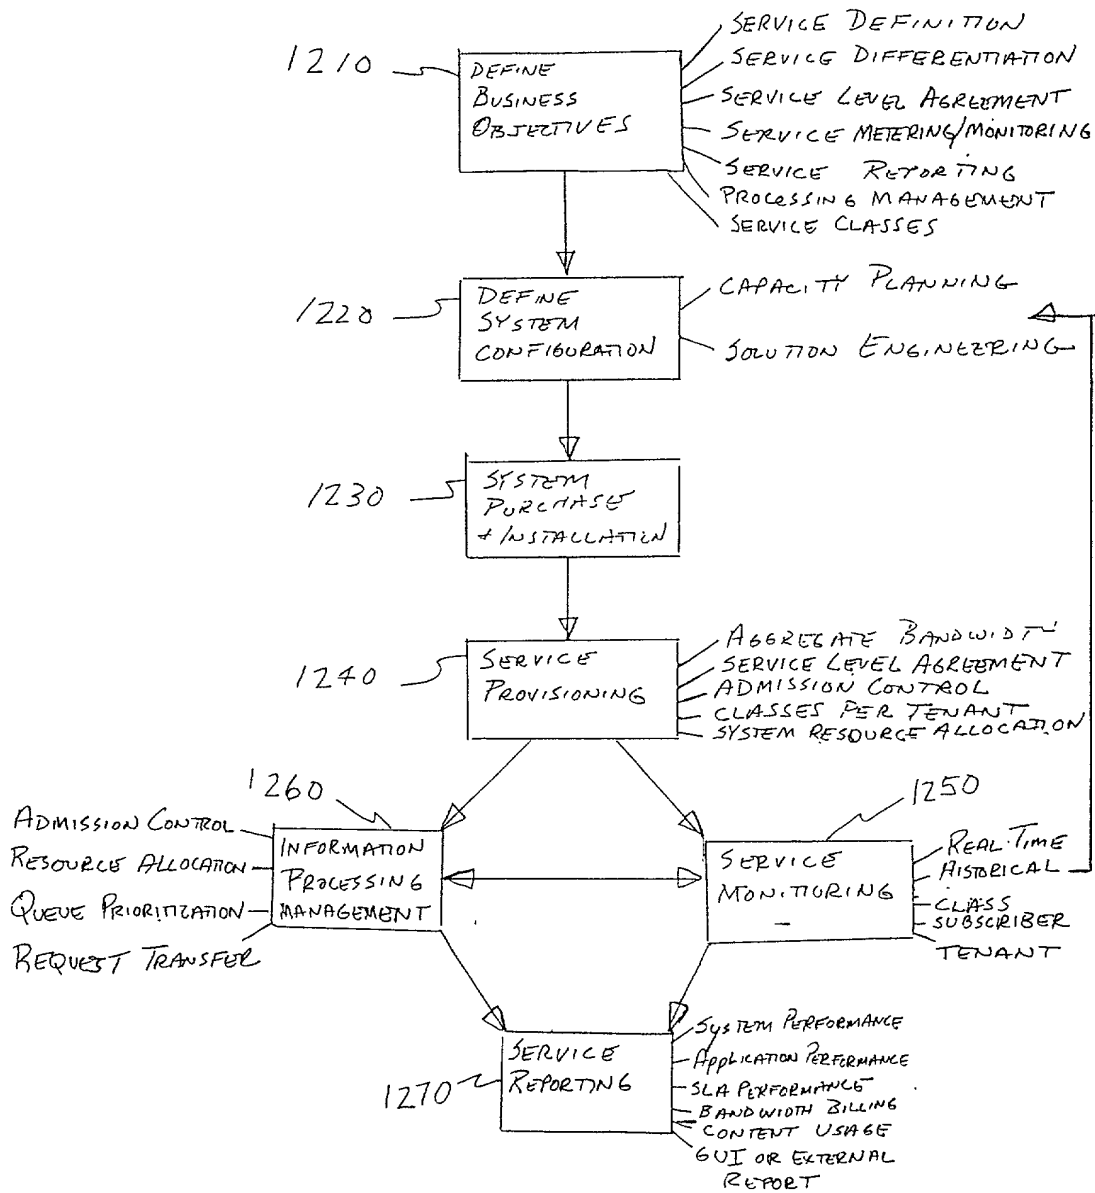 1210
DEFINE
BUSINESS
OBJECTIVES
SERVICE DEFINITION
SERVICE DIFFERENTIATION
SERVICE LEVEL AGREEMENT
SERVICE METERING/MONITORING
SERVICE REPORTING
PROCESSING MANAGEMENT
SERVICE CLASSES
1220
DEFINE
SYSTEM
CONFIGURATION
CAPACITY PLANNING
SOLUTION ENGINEERING
1230
SYSTEM
PURCHASE
+ INSTALLATION
1240
SERVICE
PROVISIONING
AGGREGATE BANDWIDTH
SERVICE LEVEL AGREEMENT
ADMISSION CONTROL
CLASSES PER TENANT
SYSTEM RESOURCE ALLOCATION
1260
INFORMATION
PROCESSING
MANAGEMENT
ADMISSION CONTROL
RESOURCE ALLOCATION
QUEUE PRIORITIZATION
REQUEST TRANSFER
1250
SERVICE
MONITORING
REAL-TIME
HISTORICAL
CLASS
SUBSCRIBER
TENANT
1270
SERVICE
REPORTING
SYSTEM PERFORMANCE
APPLICATION PERFORMANCE
SLA PERFORMANCE
BANDWIDTH BILLING
CONTENT USAGE
GUI OR EXTERNAL
REPORT